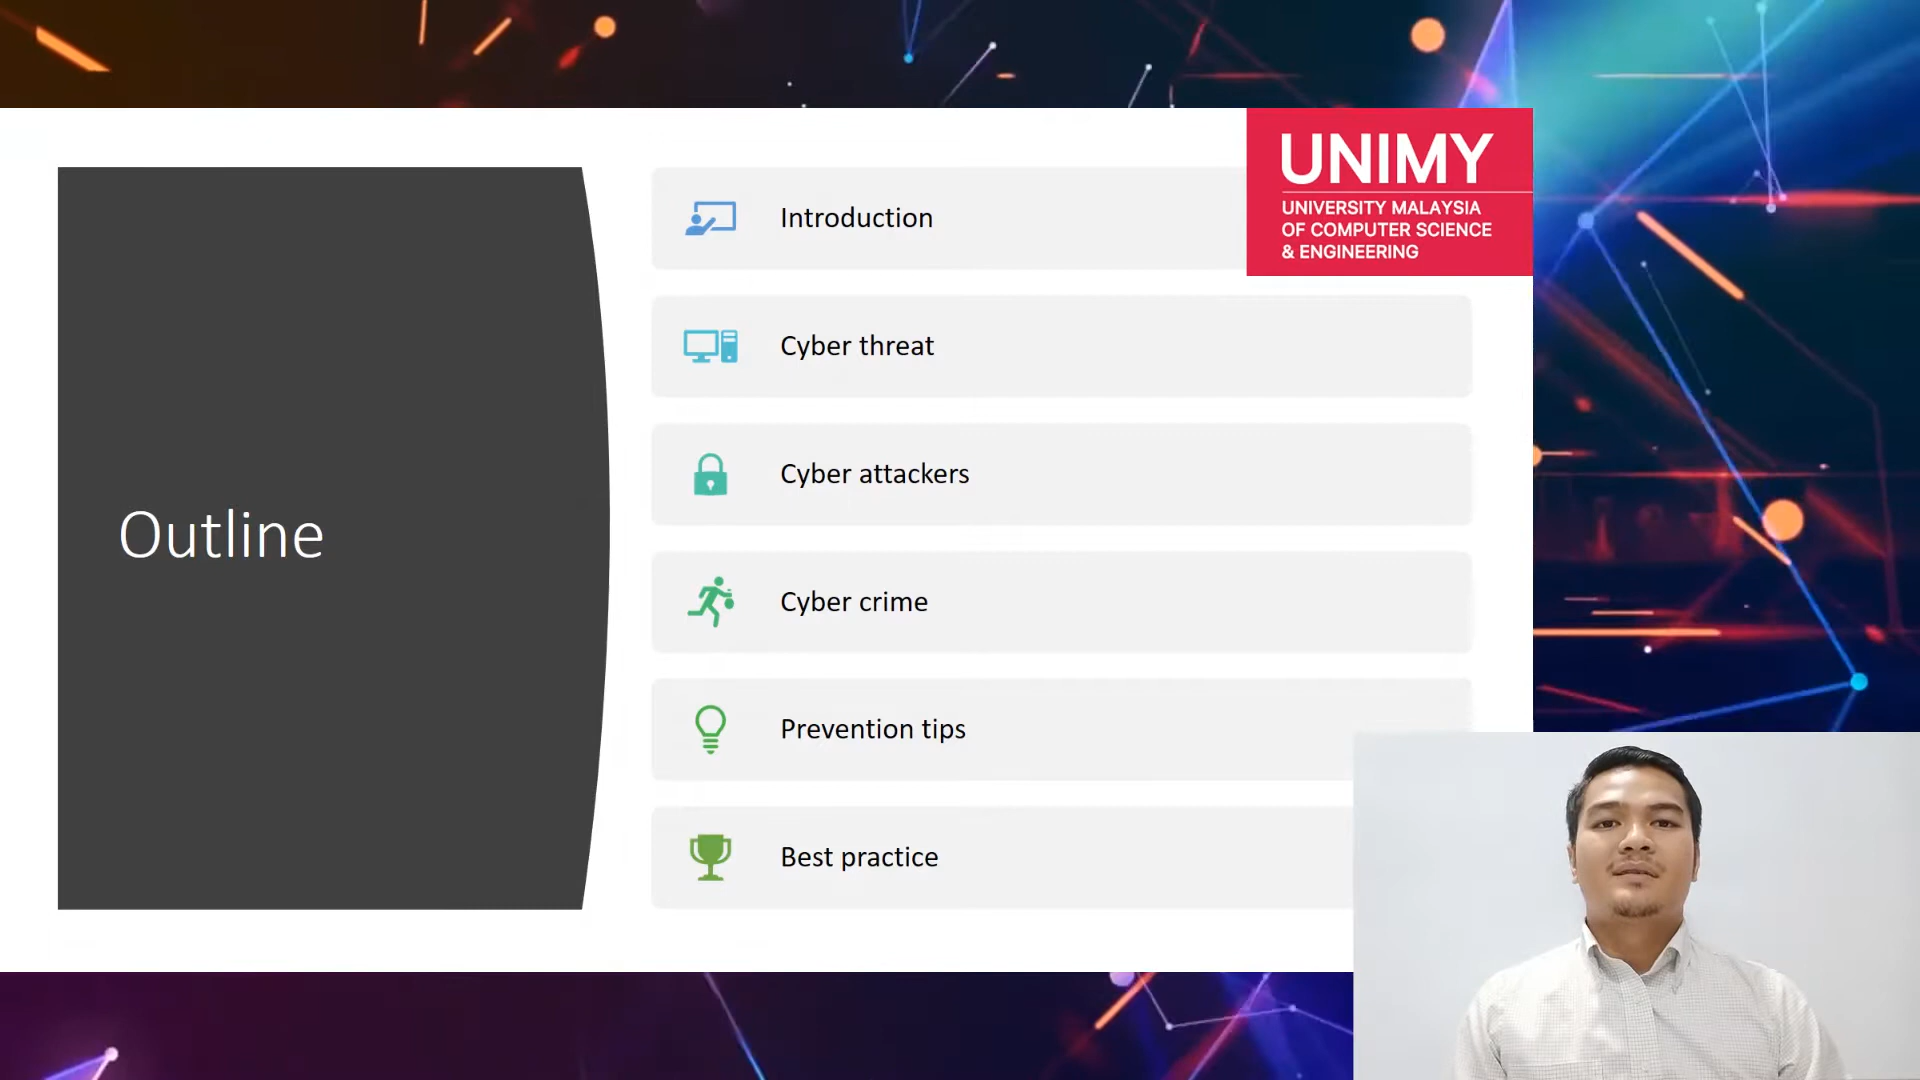 UNIMY
UNIVERSITY MALAYSIA
OF COMPUTER SCIENCE
& ENGINEERING
Outline
Introduction
Cyber threat
Cyber attackers
Cyber crime
Prevention tips
Best practice